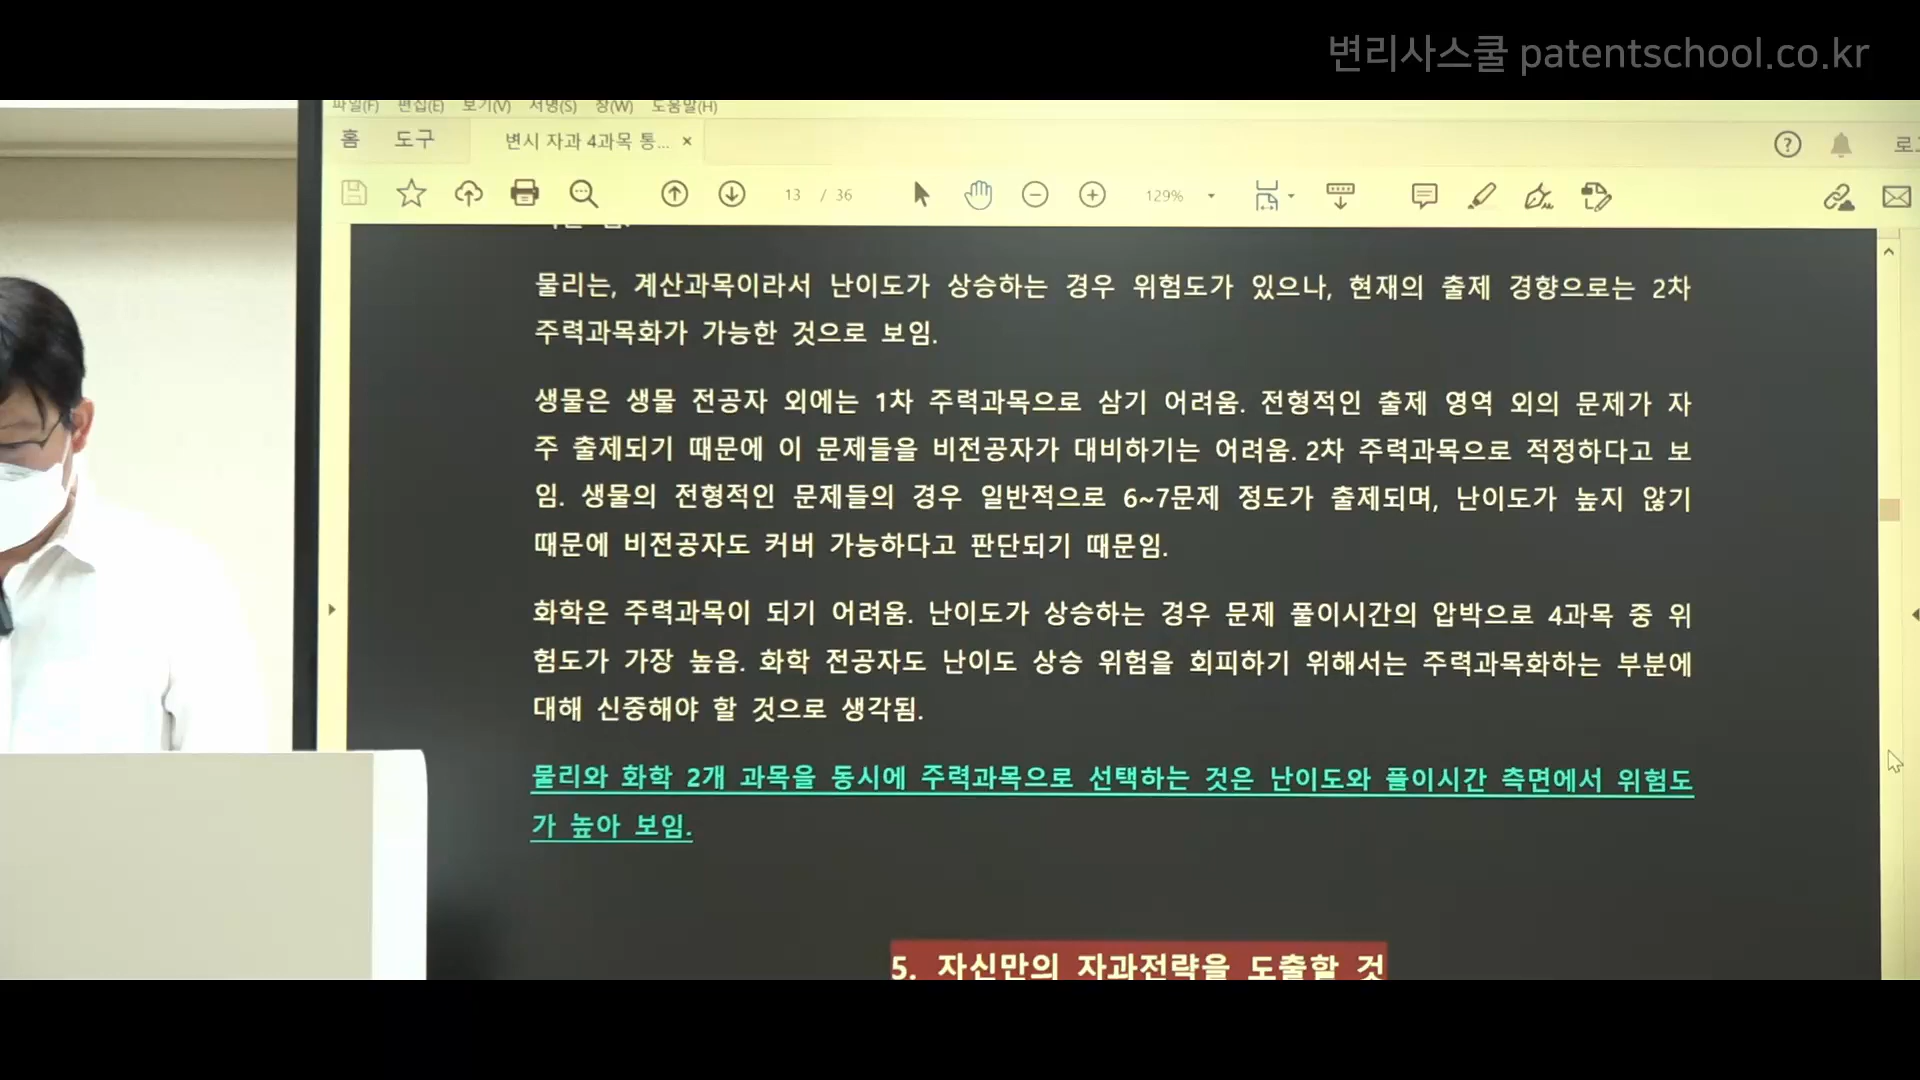 변리사스쿨 patentschool.co.kr
파일(F) 편집(E) 보기(V) 서명(S) 창(W) 도움말(H)
홈 도구 변시 자과 4과목 통... ×
13 / 36 129%
물리는, 계산과목이라서 난이도가 상승하는 경우 위험도가 있으나, 현재의 출제 경향으로는 2차
주력과목화가 가능한 것으로 보임.
생물은 생물 전공자 외에는 1차 주력과목으로 삼기 어려움. 전형적인 출제 영역 외의 문제가 자
주 출제되기 때문에 이 문제들을 비전공자가 대비하기는 어려움. 2차 주력과목으로 적정하다고 보
임. 생물의 전형적인 문제들의 경우 일반적으로 6~7문제 정도가 출제되며, 난이도가 높지 않기
때문에 비전공자도 커버 가능하다고 판단되기 때문임.
화학은 주력과목이 되기 어려움. 난이도가 상승하는 경우 문제 풀이시간의 압박으로 4과목 중 위
험도가 가장 높음. 화학 전공자도 난이도 상승 위험을 회피하기 위해서는 주력과목화하는 부분에
대해 신중해야 할 것으로 생각됨.
물리와 화학 2개 과목을 동시에 주력과목으로 선택하는 것은 난이도와 풀이시간 측면에서 위험도
가 높아 보임.
5. 자신만의 자과전략을 도출할 것